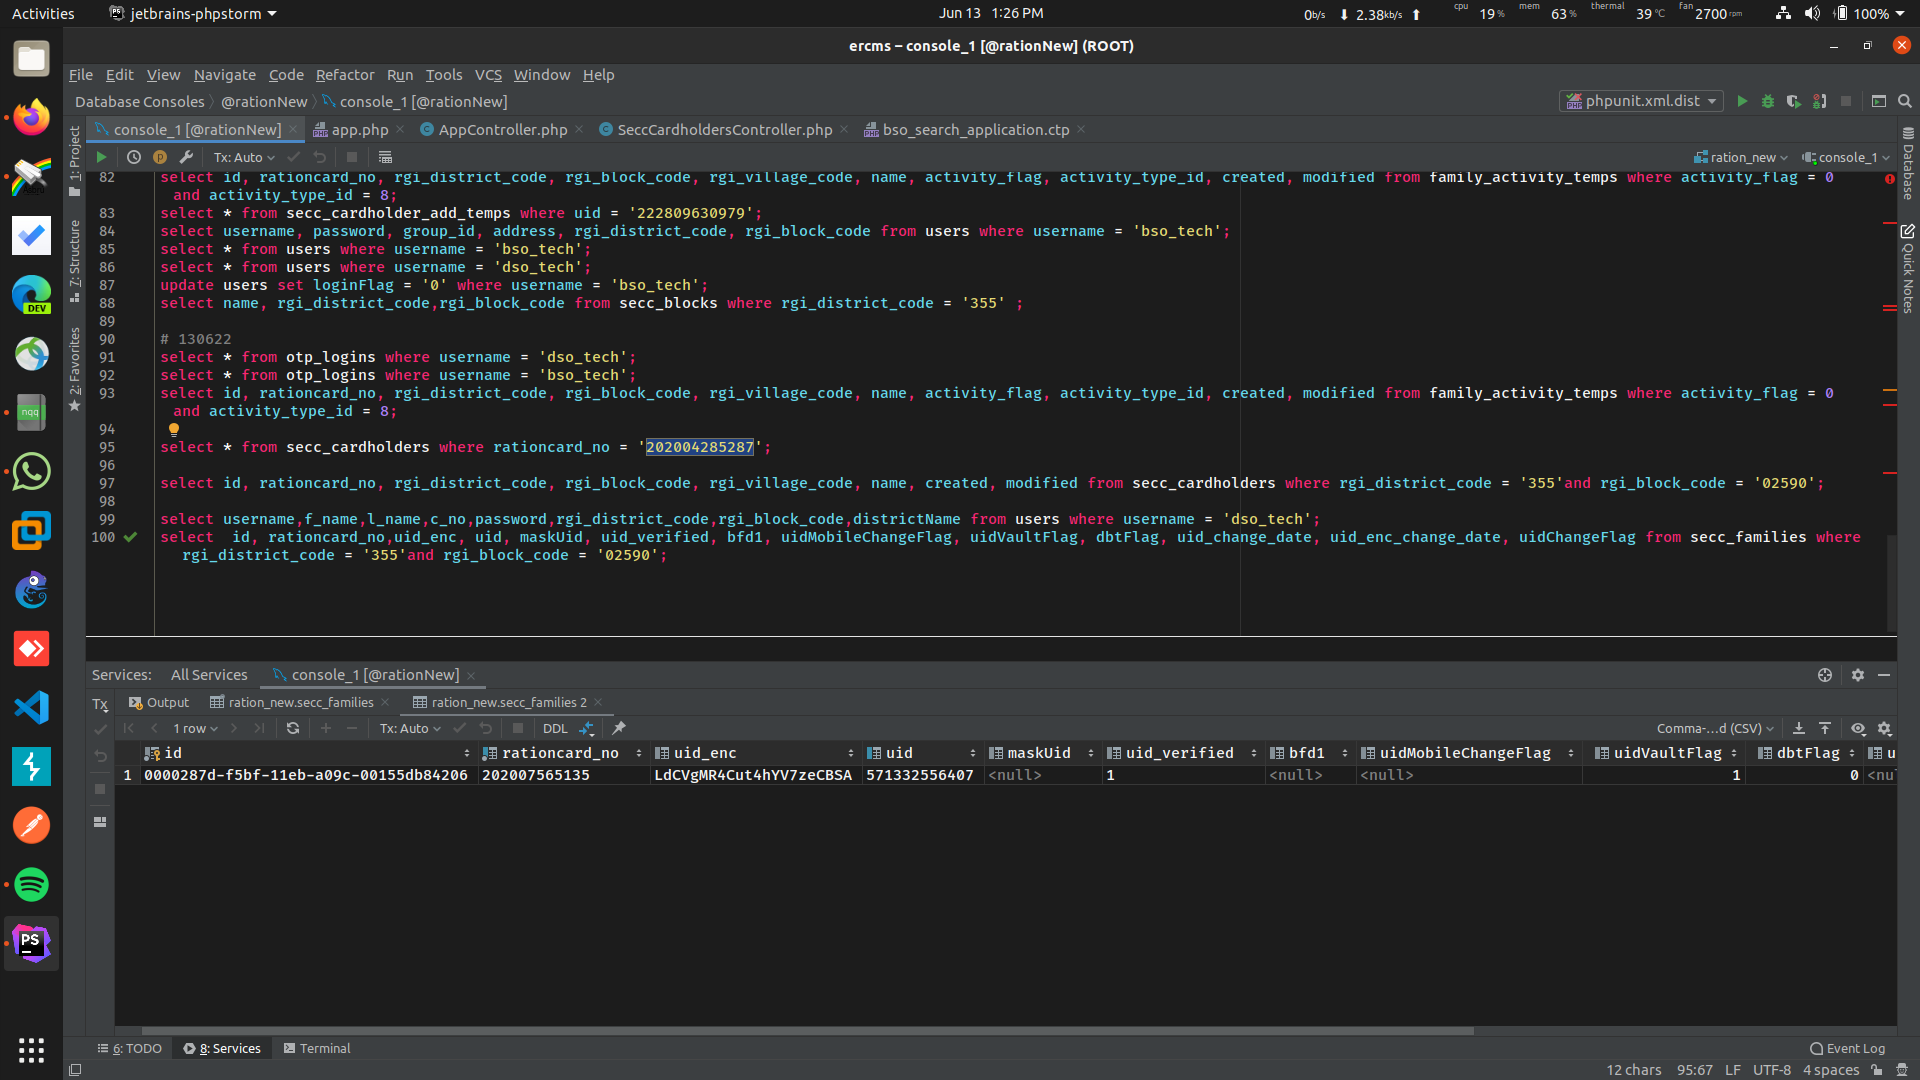 Activities
jetbrains-phpstorm
Jun 13 1:26 PM
0b/s 2.38kb/s cpu 19% mem 63% thermal 39℃ fan 2700rpm 100%
ercms – console_1 [@rationNew] (ROOT)
File Edit View Navigate Code Refactor Run Tools VCS Window Help
Database Consoles @rationNew console_1 [@rationNew]
phpunit.xml.dist
console_1 [@rationNew] app.php AppController.php SeccCardholdersController.php bso_search_application.ctp
Tx: Auto
ration_new console_1
1: Project
7: Structure
2: Favorites
Database
Quick Notes
82 select id, rationcard_no, rgi_district_code, rgi_block_code, rgi_village_code, name, activity_flag, activity_type_id, created, modified from family_activity_temps where activity_flag = 0
and activity_type_id = 8;
83 select * from secc_cardholder_add_temps where uid = '222809630979';
84 select username, password, group_id, address, rgi_district_code, rgi_block_code from users where username = 'bso_tech';
85 select * from users where username = 'bso_tech';
86 select * from users where username = 'dso_tech';
87 update users set loginFlag = '0' where username = 'bso_tech';
88 select name, rgi_district_code,rgi_block_code from secc_blocks where rgi_district_code = '355' ;
89
90 # 130622
91 select * from otp_logins where username = 'dso_tech';
92 select * from otp_logins where username = 'bso_tech';
93 select id, rationcard_no, rgi_district_code, rgi_block_code, rgi_village_code, name, activity_flag, activity_type_id, created, modified from family_activity_temps where activity_flag = 0
and activity_type_id = 8;
94
95 select * from secc_cardholders where rationcard_no = '202004285287';
96
97 select id, rationcard_no, rgi_district_code, rgi_block_code, rgi_village_code, name, created, modified from secc_cardholders where rgi_district_code = '355'and rgi_block_code = '02590';
98
99 select username,f_name,l_name,c_no,password,rgi_district_code,rgi_block_code,districtName from users where username = 'dso_tech';
100 select  id, rationcard_no,uid_enc, uid, maskUid, uid_verified, bfd1, uidMobileChangeFlag, uidVaultFlag, dbtFlag, uid_change_date, uid_enc_change_date, uidChangeFlag from secc_families where
rgi_district_code = '355'and rgi_block_code = '02590';
Services: All Services console_1 [@rationNew]
Tx Output ration_new.secc_families ration_new.secc_families 2
1 row Tx: Auto DDL Comma-...d (CSV)
id rationcard_no uid_enc uid maskUid uid_verified bfd1 uidMobileChangeFlag uidVaultFlag dbtFlag u
1 0000287d-f5bf-11eb-a09c-00155db84206 202007565135 LdCVgMR4Cut4hYV7zeCBSA 571332556407 <null> 1 <null> <null> 1 0 <nul
6: TODO 8: Services Terminal Event Log
12 chars 95:67 LF UTF-8 4 spaces
DEV
nqq
PS